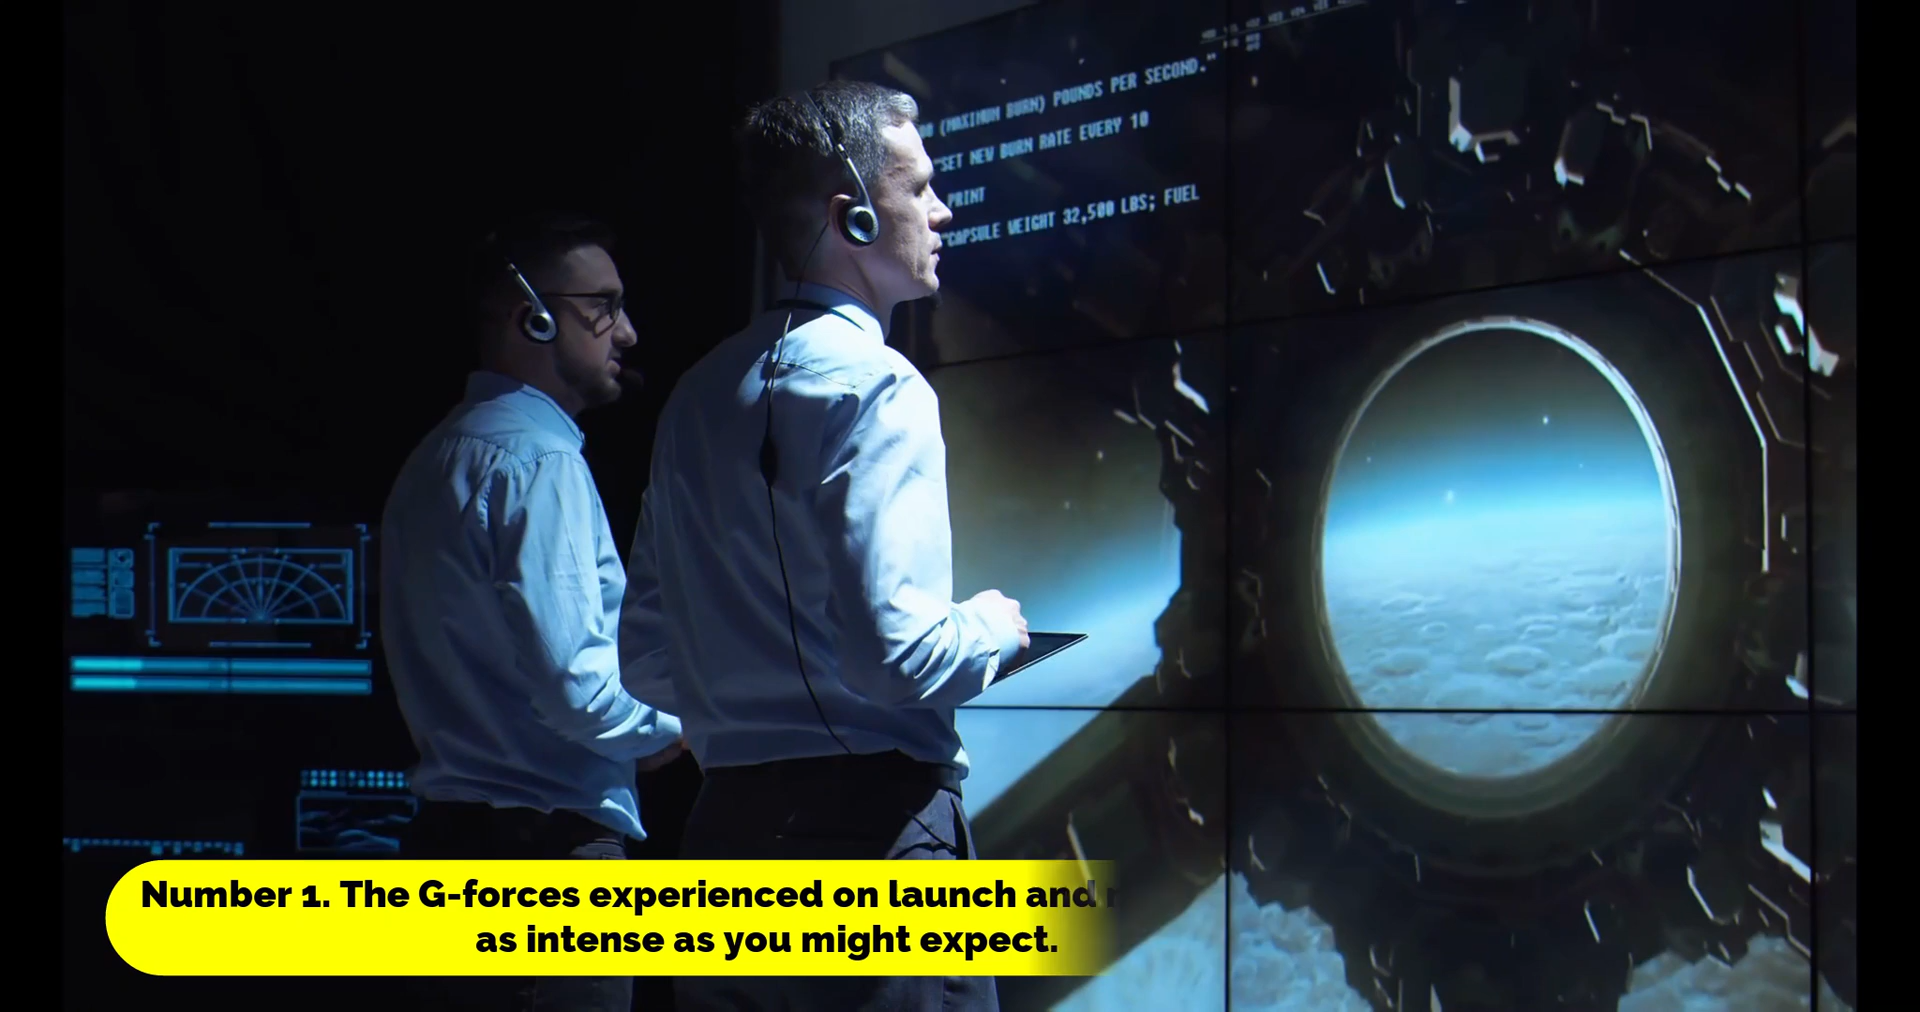 (MAXIMUM BURN) POUNDS PER SECOND."
"SET NEW BURN RATE EVERY 10
PRINT
"CAPSULE WEIGHT 32,500 LBS; FUEL
Number 1. The G-forces experienced on launch and
as intense as you might expect.